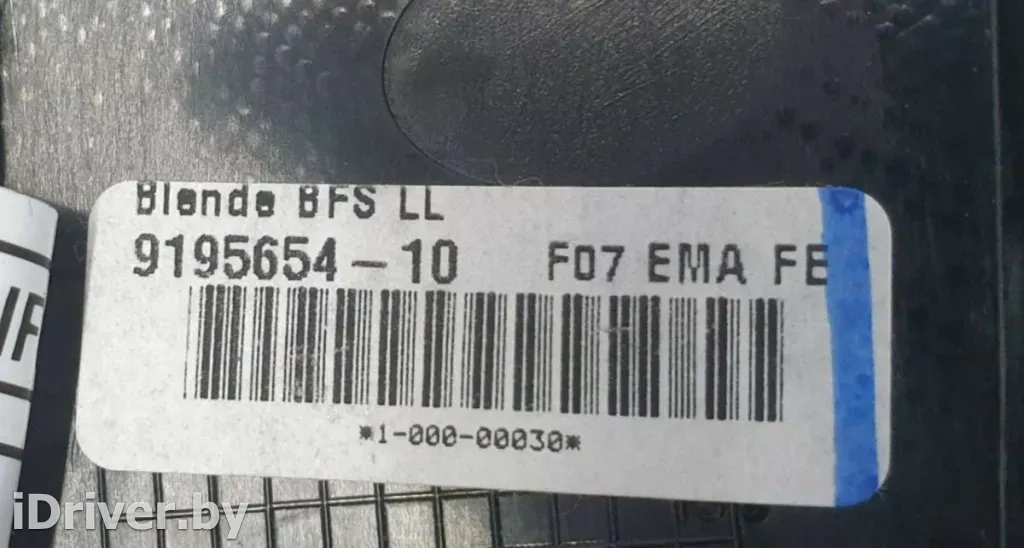 Blende BFS LL
9195654-10 F07 EMA FE
*1-000-00030*
iDriver.by